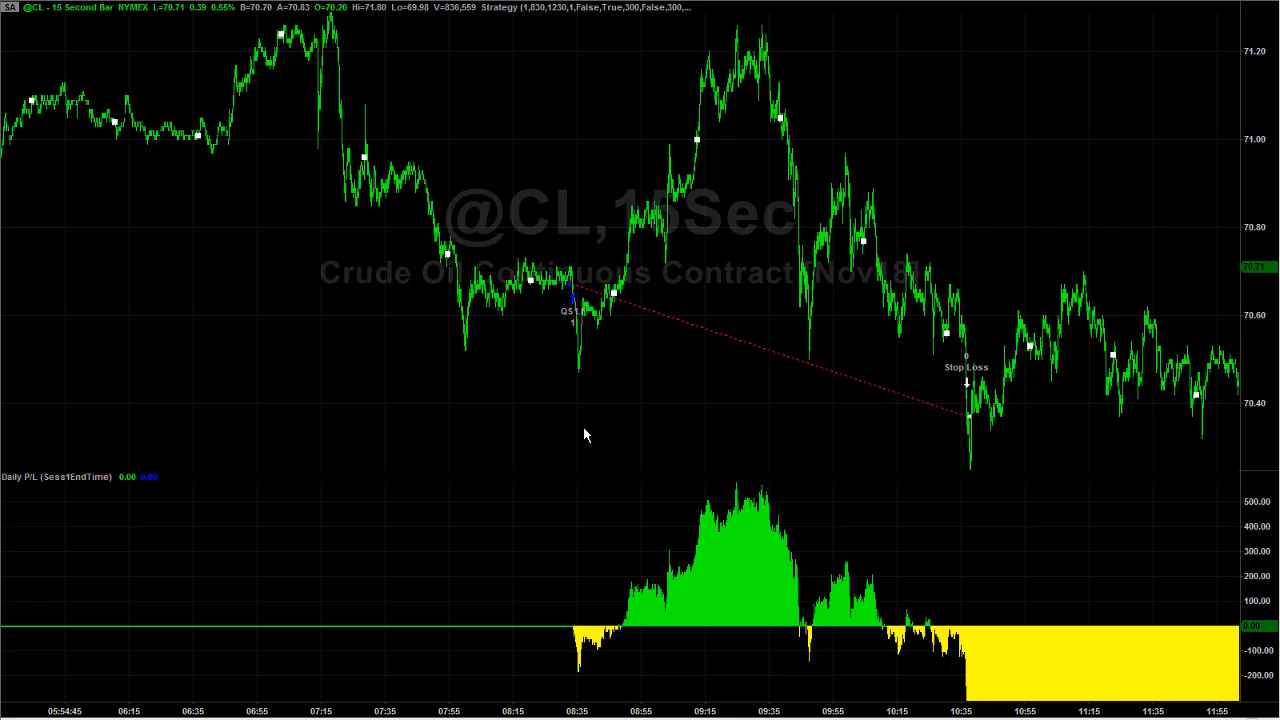 SA @CL - 15 Second Bar NYMEX L=70.71 0.39 0.55% B=70.70 A=70.83 O=70.20 Hi=71.80 Lo=69.98 V=836,559 Strategy (1,830,1230,1,False,True,300,False,300,...
71.20
71.00
@CL, 15Sec
70.80
Crude Oil Continuous Contract [Nov18]
70.71
QS
1
70.60
0
Stop Loss
70.40
Daily P/L (Sess1EndTime) 0.00 0.00
500.00
400.00
300.00
200.00
100.00
0.00
-100.00
-200.00
05:54:45 06:15 06:35 06:55 07:15 07:35 07:55 08:15 08:35 08:55 09:15 09:35 09:55 10:15 10:35 10:55 11:15 11:35 11:55